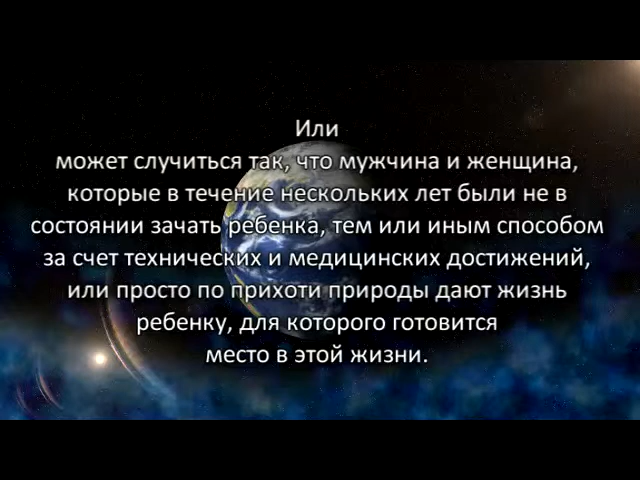 Или
может случиться так, что мужчина и женщина,
которые в течение нескольких лет были не в
состоянии зачать ребенка, тем или иным способом
за счет технических и медицинских достижений,
или просто по прихоти природы дают жизнь
ребенку, для которого готовится
место в этой жизни.